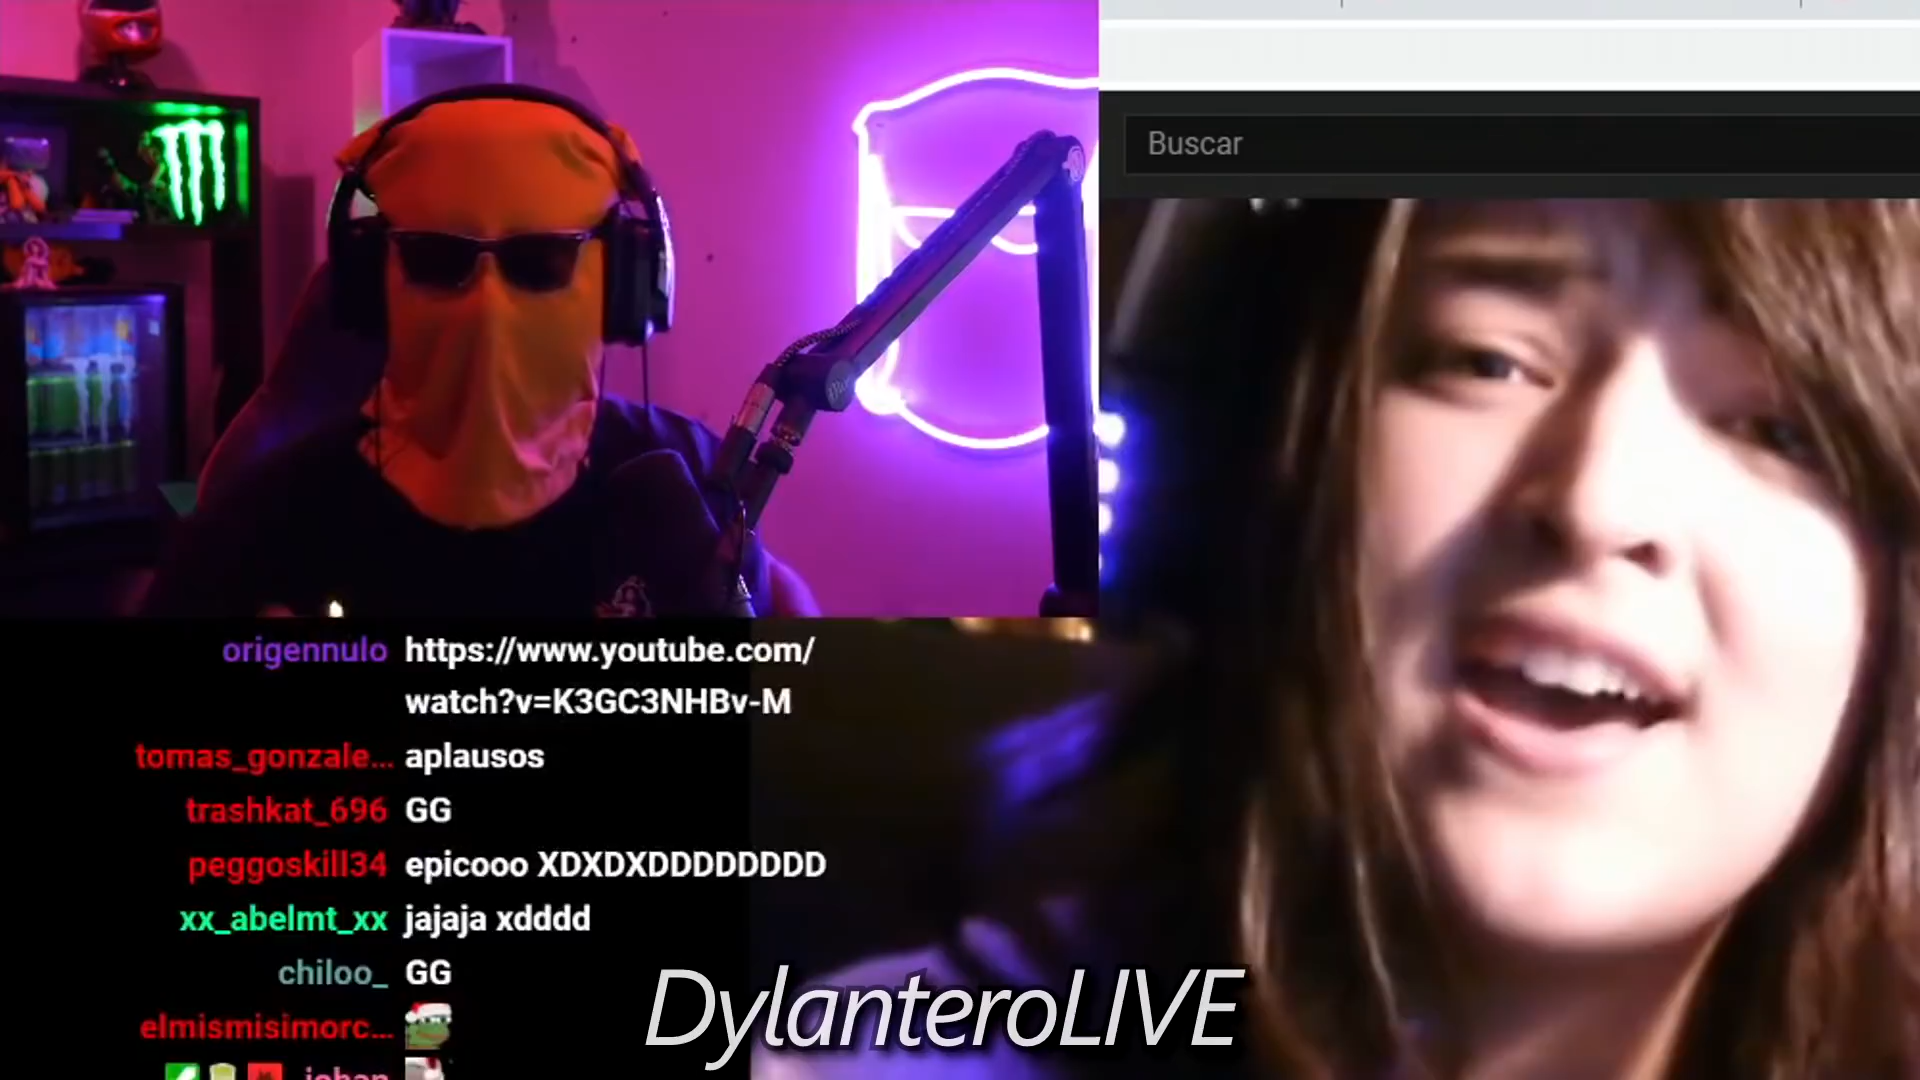 Buscar
origennulo https://www.youtube.com/
watch?v=K3GC3NHBv-M
tomas_gonzale... aplausos
trashkat_696 GG
peggoskill34 epicooo XDXDXDDDDDDDD
xx_abelmt_xx jajaja xdddd
chiloo_ GG
elmismisimorc...
johan
DylanteroLIVE